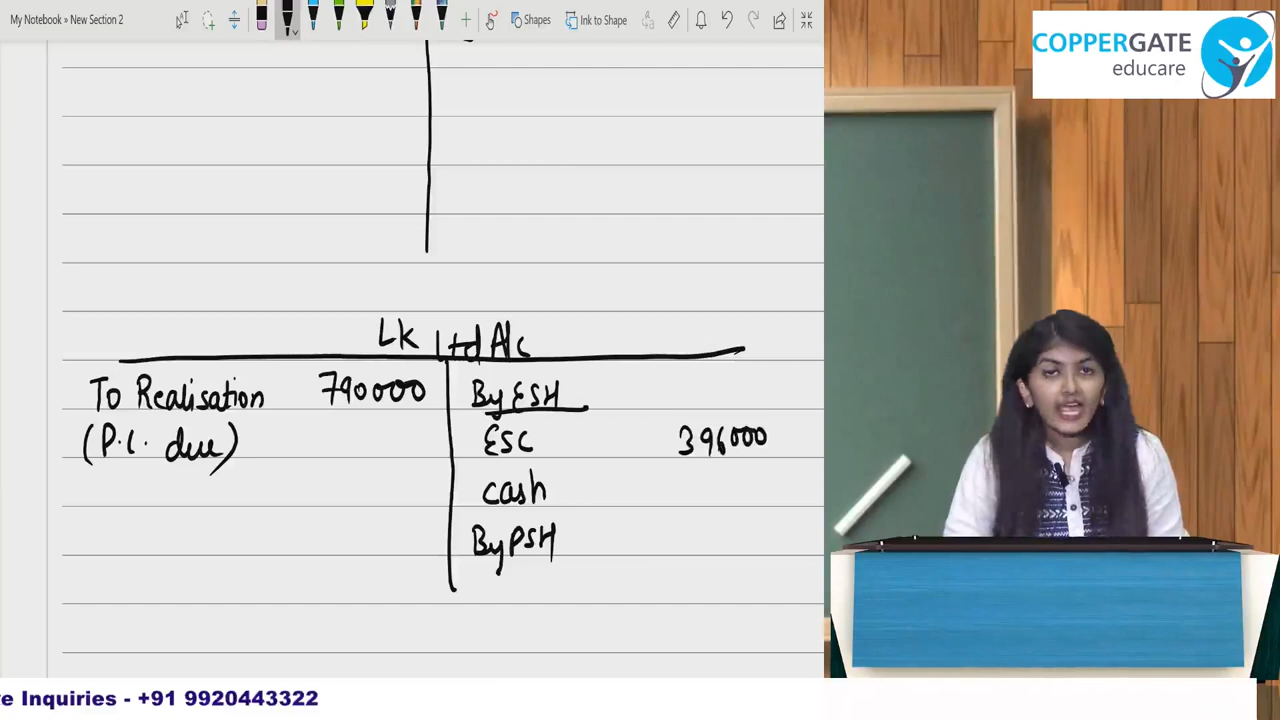 My Notebook » New Section 2
Shapes
Ink to Shape
COPPERGATE
educare
Lk Ltd A/c
To Realisation 790000
(P.C. due)
By ESH
ESC 396000
cash
By PSH
e Inquiries - +91 9920443322